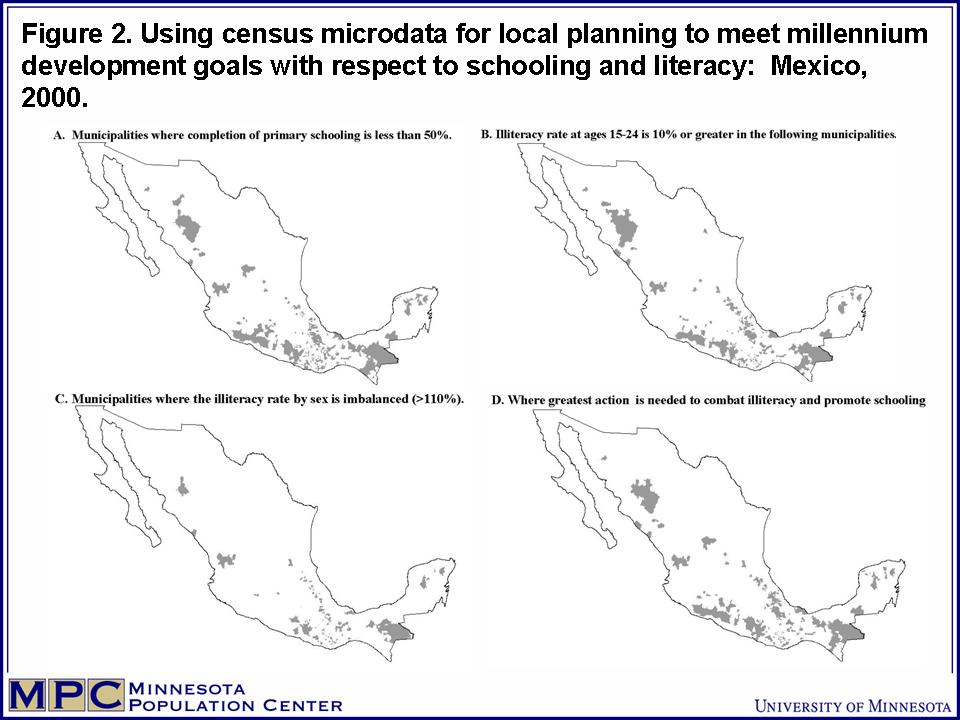 Figure 2. Using census microdata for local planning to meet millennium
development goals with respect to schooling and literacy:  Mexico,
2000.
A.  Municipalities where completion of primary schooling is less than 50%.
B. Illiteracy rate at ages 15-24 is 10% or greater in the following municipalities.
C. Municipalities where the illiteracy rate by sex is imbalanced (>110%).
D. Where greatest action  is needed to combat illiteracy and promote schooling
MPC
MINNESOTA
POPULATION CENTER
UNIVERSITY OF MINNESOTA